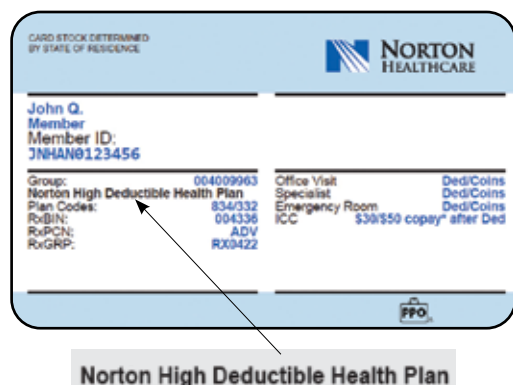 CARD STOCK DETERMINED
BY STATE OF RESIDENCE
NORTON
HEALTHCARE
John Q.
Member
Member ID:
JNHAN0123456
Group: 004009963
Norton High Deductible Health Plan
Plan Codes: 834/332
RxBIN: 004336
RxPCN: ADV
RxGRP: RX0422
Office Visit Ded/Coins
Specialist Ded/Coins
Emergency Room Ded/Coins
ICC $30/$50 copay* after Ded
PPO
Norton High Deductible Health Plan